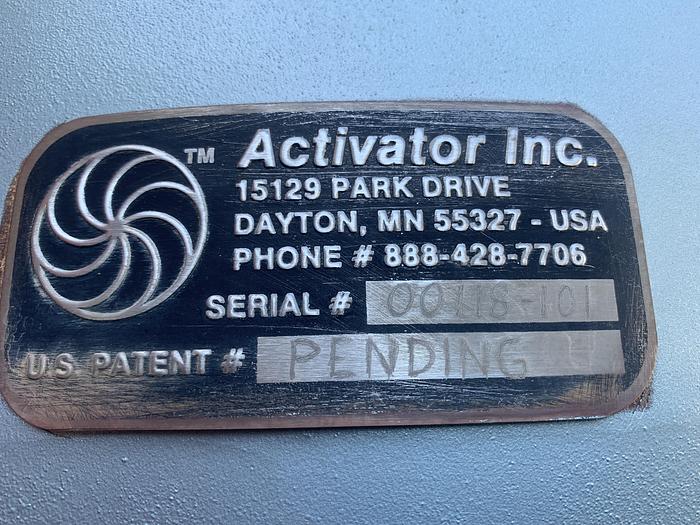 TM Activator Inc.
15129 PARK DRIVE
DAYTON, MN 55327 - USA
PHONE # 888-428-7706
SERIAL # 00118-101
U.S. PATENT # PENDING